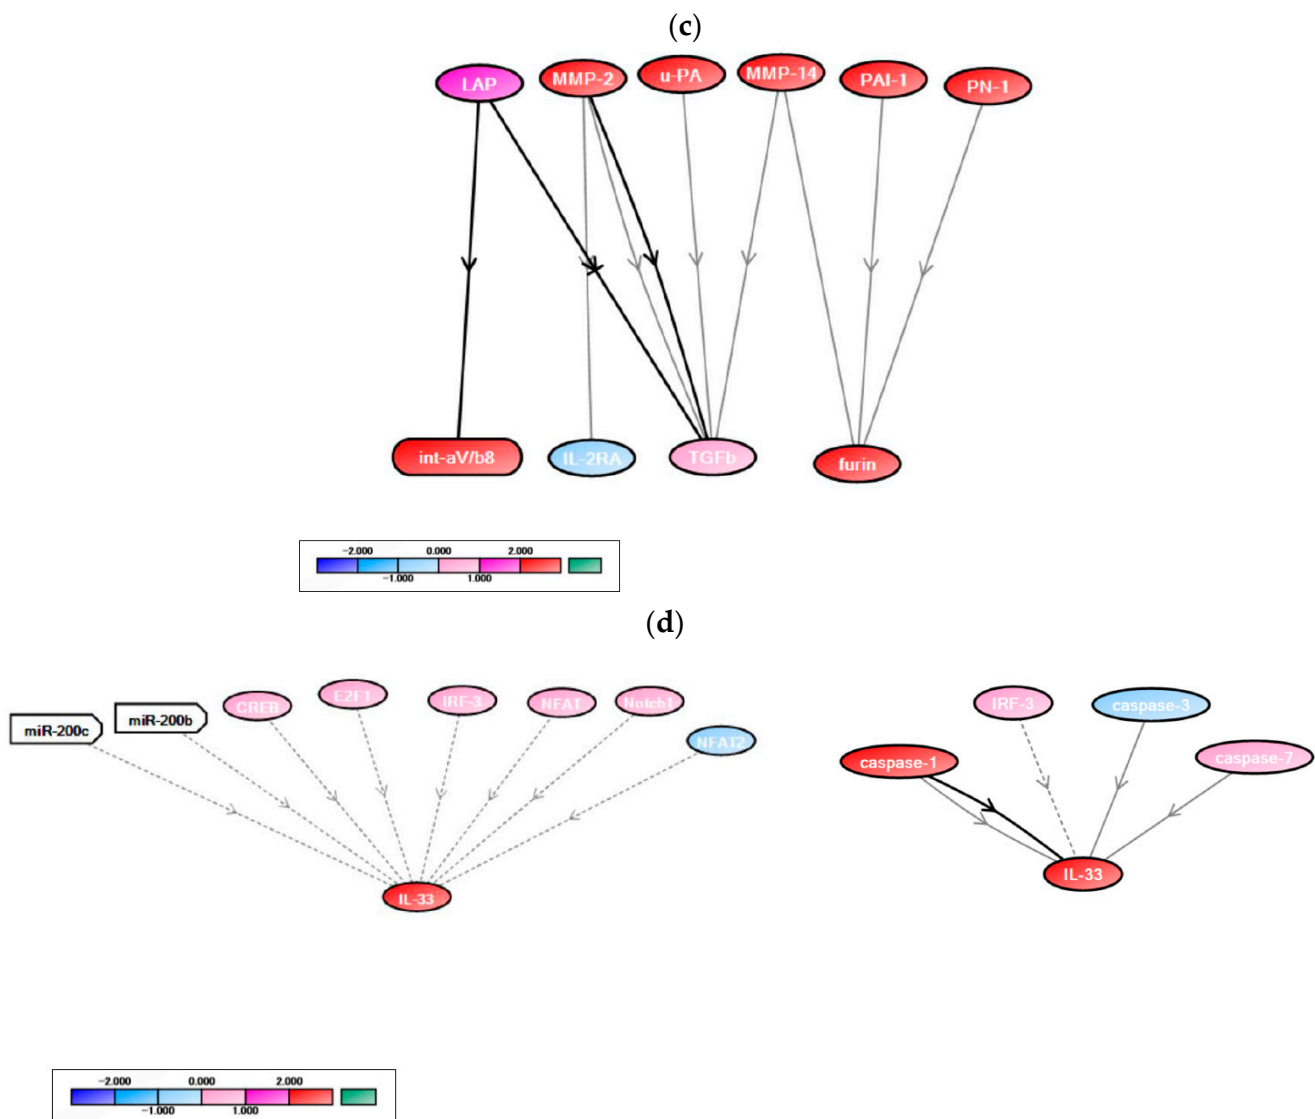 (c)
LAP MMP-2 u-PA MMP-14 PAI-1 PN-1
int-aV/b8 IL-2RA TGFb furin
−2.000 0.000 2.000
−1.000 1.000
(d)
miR-200c miR-200b CREB E2F1 IRF-3 NFAT Notch1 NFAT2
IL-33
IRF-3 caspase-3
caspase-1 caspase-7
IL-33
−2.000 0.000 2.000
−1.000 1.000